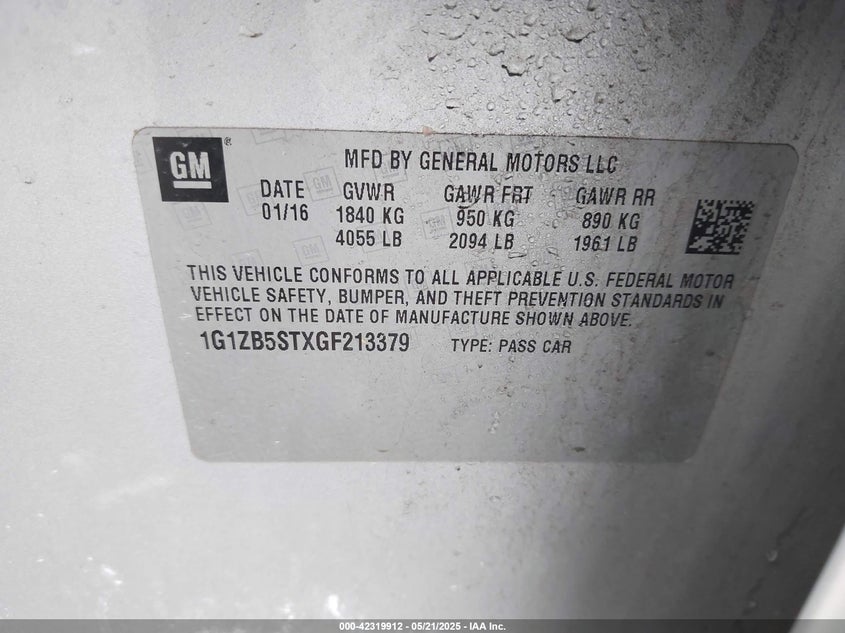 GM ®
MFD BY GENERAL MOTORS LLC
DATE GVWR GAWR FRT GAWR RR
01/16 1840 KG 950 KG 890 KG
4055 LB 2094 LB 1961 LB
THIS VEHICLE CONFORMS TO ALL APPLICABLE U.S. FEDERAL MOTOR
VEHICLE SAFETY, BUMPER, AND THEFT PREVENTION STANDARDS IN
EFFECT ON THE DATE OF MANUFACTURE SHOWN ABOVE.
1G1ZB5STXGF213379 TYPE: PASS CAR
000-42319912 - 05/21/2025 - IAA Inc.